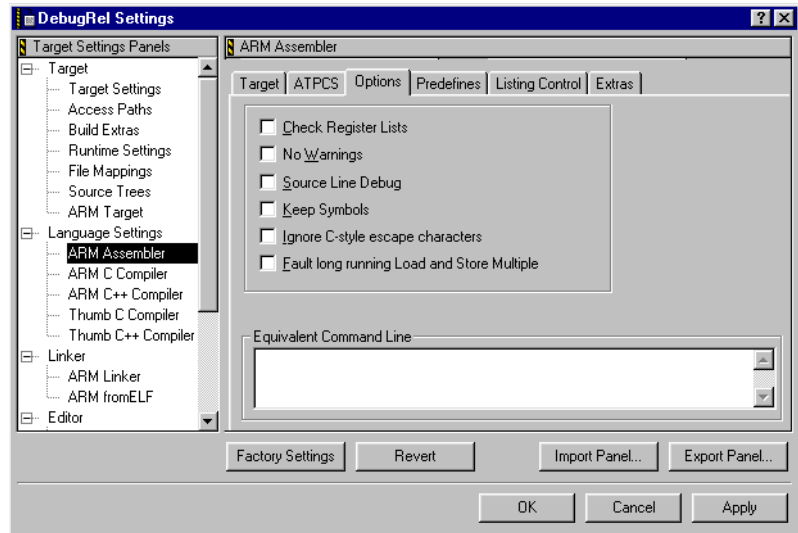 DebugRel Settings
Target Settings Panels
Target
Target Settings
Access Paths
Build Extras
Runtime Settings
File Mappings
Source Trees
ARM Target
Language Settings
ARM Assembler
ARM C Compiler
ARM C++ Compiler
Thumb C Compiler
Thumb C++ Compiler
Linker
ARM Linker
ARM fromELF
Editor
ARM Assembler
Target ATPCS Options Predefines Listing Control Extras
Check Register Lists
No Warnings
Source Line Debug
Keep Symbols
Ignore C-style escape characters
Fault long running Load and Store Multiple
Equivalent Command Line
Factory Settings Revert Import Panel... Export Panel...
OK Cancel Apply